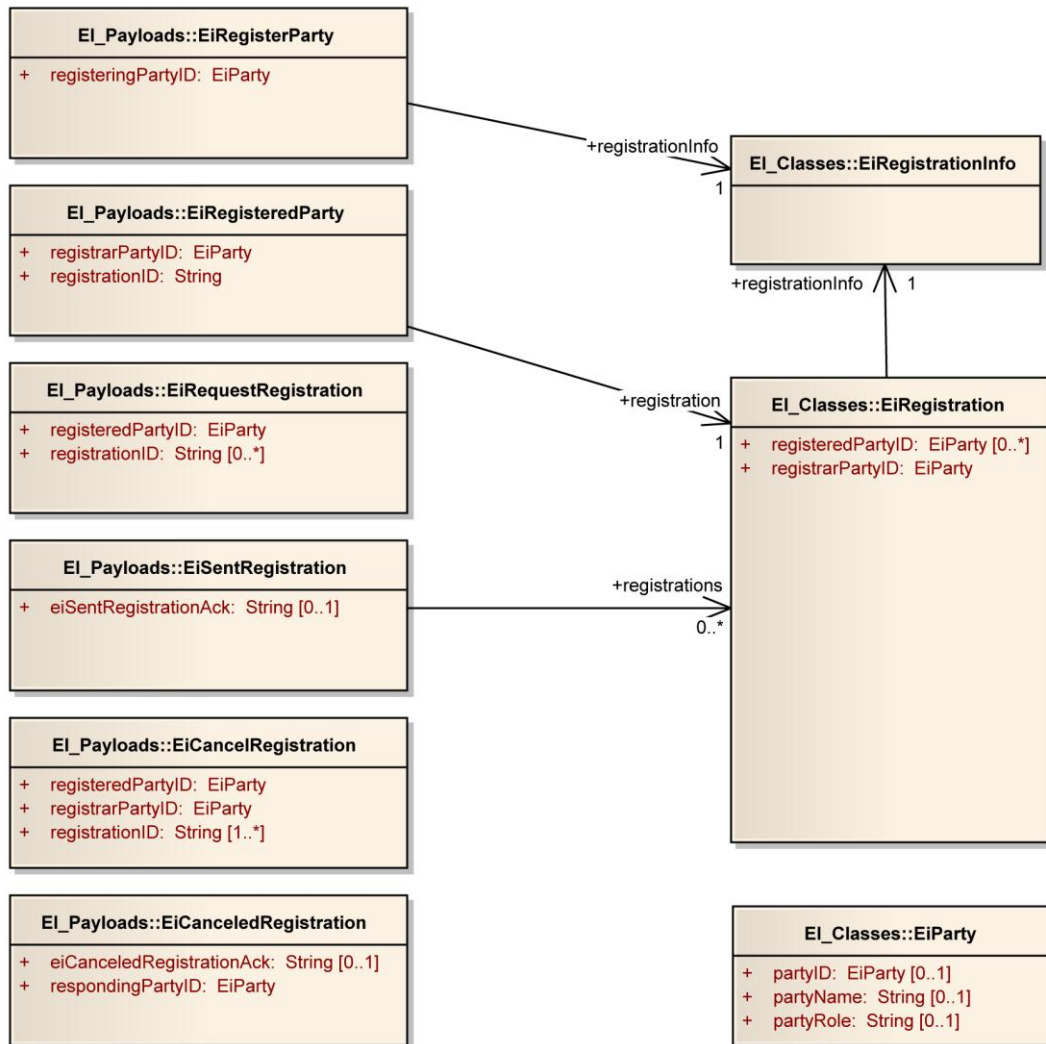 EI_Payloads::EiRegisterParty
+ registeringPartyID: EiParty
EI_Payloads::EiRegisteredParty
+ registrarPartyID: EiParty
+ registrationID: String
EI_Payloads::EiRequestRegistration
+ registeredPartyID: EiParty
+ registrationID: String [0..*]
EI_Payloads::EiSentRegistration
+ eiSentRegistrationAck: String [0..1]
EI_Payloads::EiCancelRegistration
+ registeredPartyID: EiParty
+ registrarPartyID: EiParty
+ registrationID: String [1..*]
EI_Payloads::EiCanceledRegistration
+ eiCanceledRegistrationAck: String [0..1]
+ respondingPartyID: EiParty
+registrationInfo
1
EI_Classes::EiRegistrationInfo
+registrationInfo
1
+registration
1
EI_Classes::EiRegistration
+ registeredPartyID: EiParty [0..*]
+ registrarPartyID: EiParty
+registrations
0..*
EI_Classes::EiParty
+ partyID: EiParty [0..1]
+ partyName: String [0..1]
+ partyRole: String [0..1]